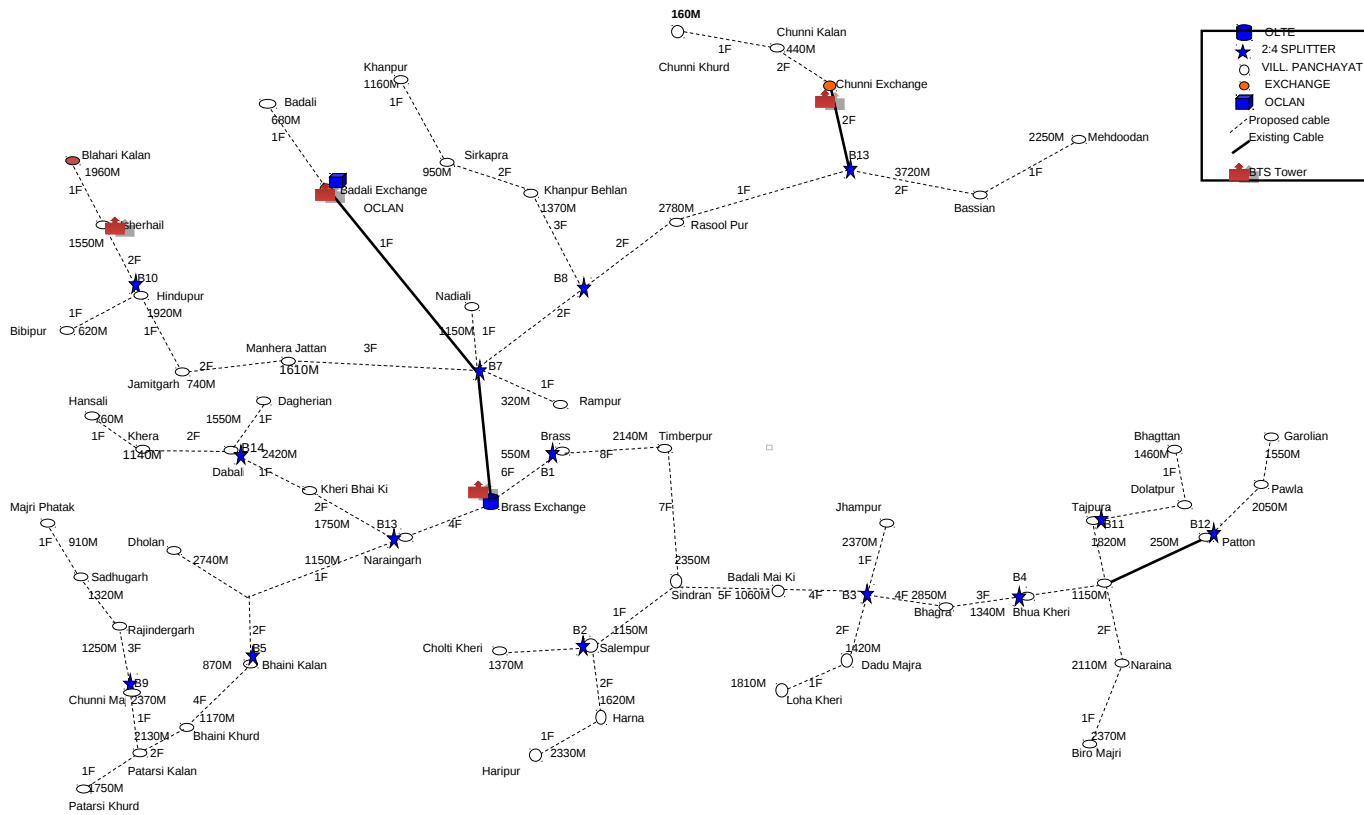 160M
Chunni Kalan
1F
440M
Chunni Khurd
2F
Chunni Exchange
2F
B13
OLTE
2:4 SPLITTER
VILL. PANCHAYAT
EXCHANGE
OCLAN
Proposed cable
Existing Cable
BTS Tower
Khanpur
1160M
1F
Badali
680M
1F
Sirkapra
950M
2F
Khanpur Behlan
1370M
3F
Badali Exchange
OCLAN
1F
Blahari Kalan
1960M
1F
1550M
2F
B10
Hindupur
1920M
1F
Bibipur
620M
1F
2250M
Mehdoodan
1F
3720M
2F
Bassian
1F
2780M
Rasool Pur
2F
B8
2F
Nadiali
1150M
1F
Manhera Jattan
3F
1610M
2F
Jamitgarh
740M
B7
1F
320M
Rampur
Hansali
760M
1F
Khera
1140M
2F
Dagherian
1550M
1F
B14
2420M
Dabali
1F
Kheri Bhai Ki
2F
1750M
B13
Naraingarh
4F
Brass Exchange
Brass
550M
6F
B1
2140M
8F
Timberpur
7F
2350M
Sindran
5F
Badali Mai Ki
1060M
4F
Jhampur
2370M
1F
B3
4F
2850M
Bhagra
3F
1340M
B4
Bhua Kheri
1150M
Bhagttan
1460M
1F
Dolatpur
Tajpura
B11
1820M
Garolian
1550M
Pawla
2050M
B12
250M
Patton
2F
2110M
Naraina
1F
2370M
Biro Majri
2F
1420M
Dadu Majra
1810M
1F
Loha Kheri
1F
1150M
B2
Salempur
Cholti Kheri
1370M
2F
1620M
Harna
1F
2330M
Haripur
Majri Phatak
1F
910M
Dholan
2740M
1150M
1F
Sadhugarh
1320M
Rajindergarh
1250M
3F
B9
Chunni Ma
2370M
1F
2130M
2F
Patarsi Kalan
1F
1750M
Patarsi Khurd
2F
B5
870M
Bhaini Kalan
4F
1170M
Bhaini Khurd